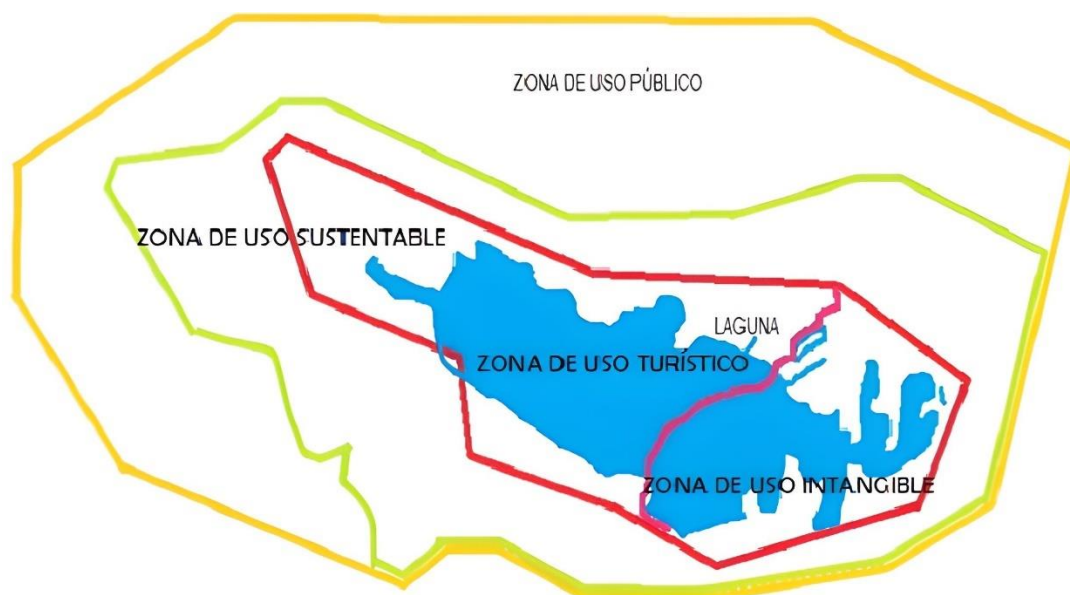 ZONA DE USO PÚBLICO
ZONA DE USO SUSTENTABLE
LAGUNA
ZONA DE USO TURÍSTICO
ZONA DE USO INTANGIBLE